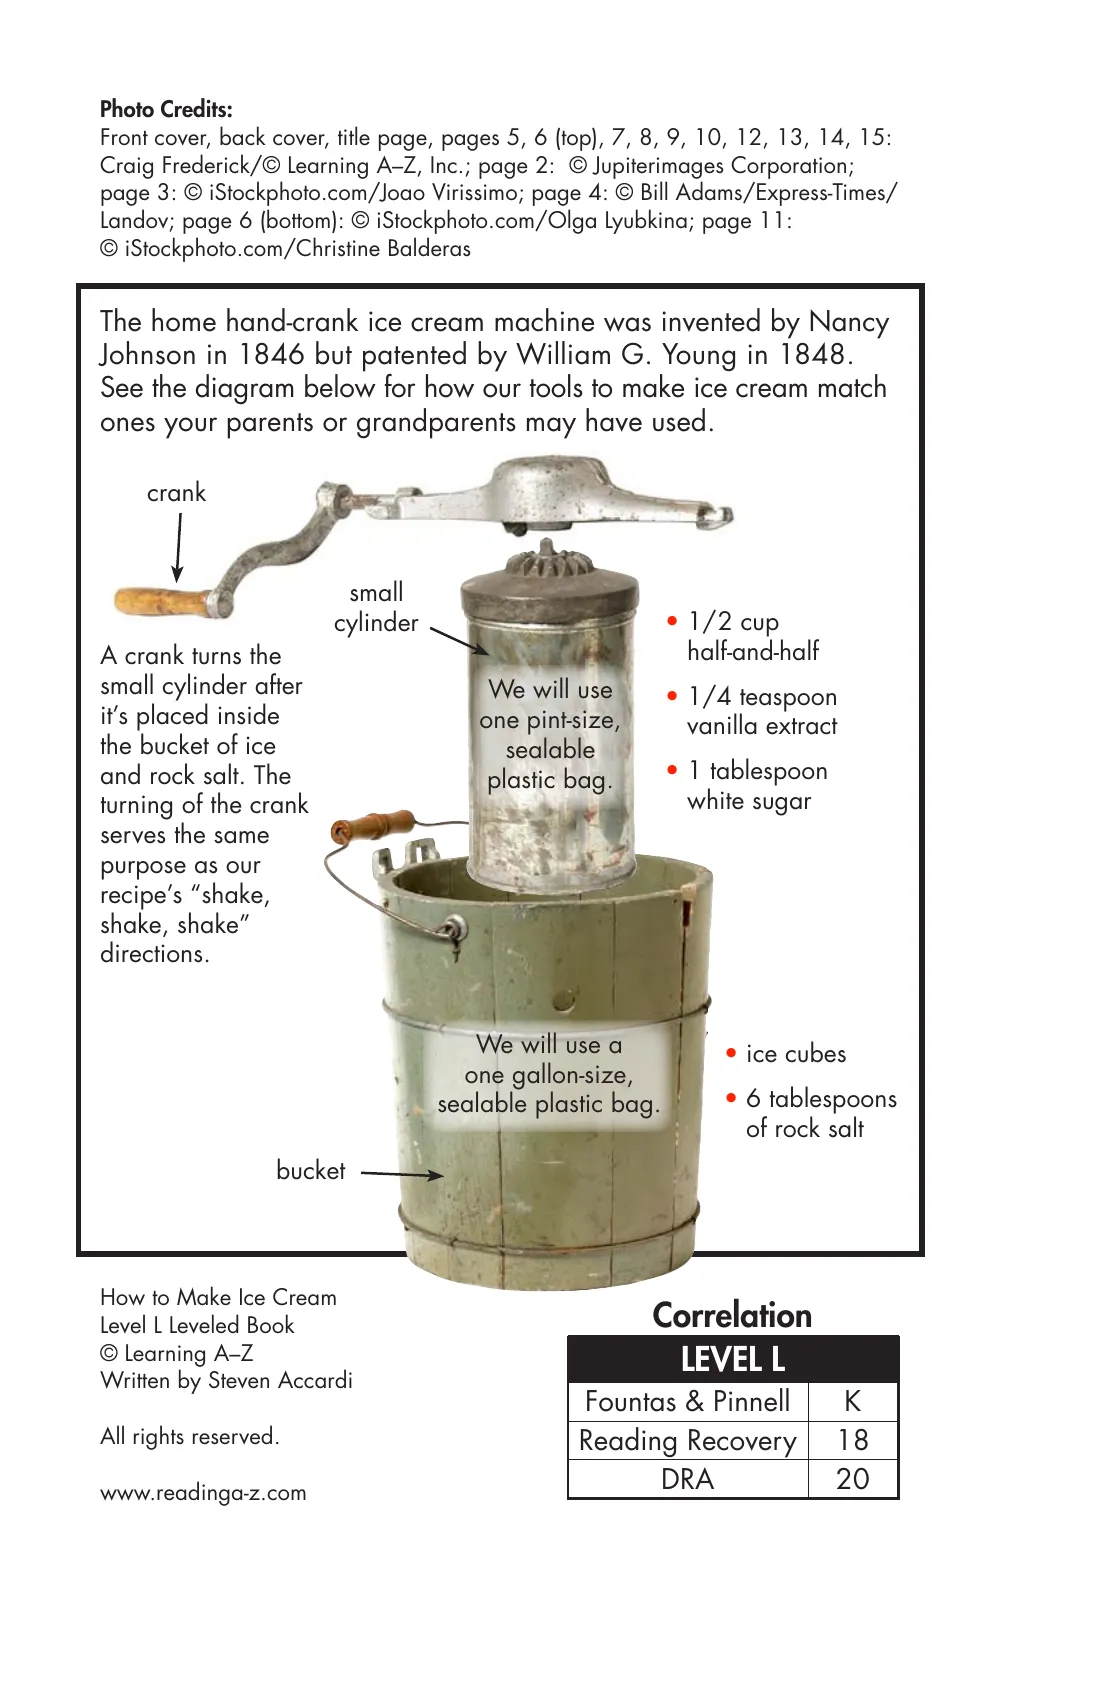 Photo Credits:
Front cover, back cover, title page, pages 5, 6 (top), 7, 8, 9, 10, 12, 13, 14, 15:
Craig Frederick/© Learning A–Z, Inc.; page 2:  © Jupiterimages Corporation;
page 3: © iStockphoto.com/Joao Virissimo; page 4: © Bill Adams/Express-Times/
Landov; page 6 (bottom): © iStockphoto.com/Olga Lyubkina; page 11:
© iStockphoto.com/Christine Balderas
The home hand-crank ice cream machine was invented by Nancy
Johnson in 1846 but patented by William G. Young in 1848.
See the diagram below for how our tools to make ice cream match
ones your parents or grandparents may have used.
crank
A crank turns the
small cylinder after
it’s placed inside
the bucket of ice
and rock salt. The
turning of the crank
serves the same
purpose as our
recipe’s “shake,
shake, shake”
directions.
small
cylinder
We will use
one pint-size,
sealable
plastic bag.
• 1/2 cup
half-and-half
• 1/4 teaspoon
vanilla extract
• 1 tablespoon
white sugar
We will use a
one gallon-size,
sealable plastic bag.
• ice cubes
• 6 tablespoons
of rock salt
bucket
How to Make Ice Cream
Level L Leveled Book
© Learning A–Z
Written by Steven Accardi
All rights reserved.
www.readinga-z.com
Correlation
LEVEL L
Fountas & Pinnell K
Reading Recovery 18
DRA 20